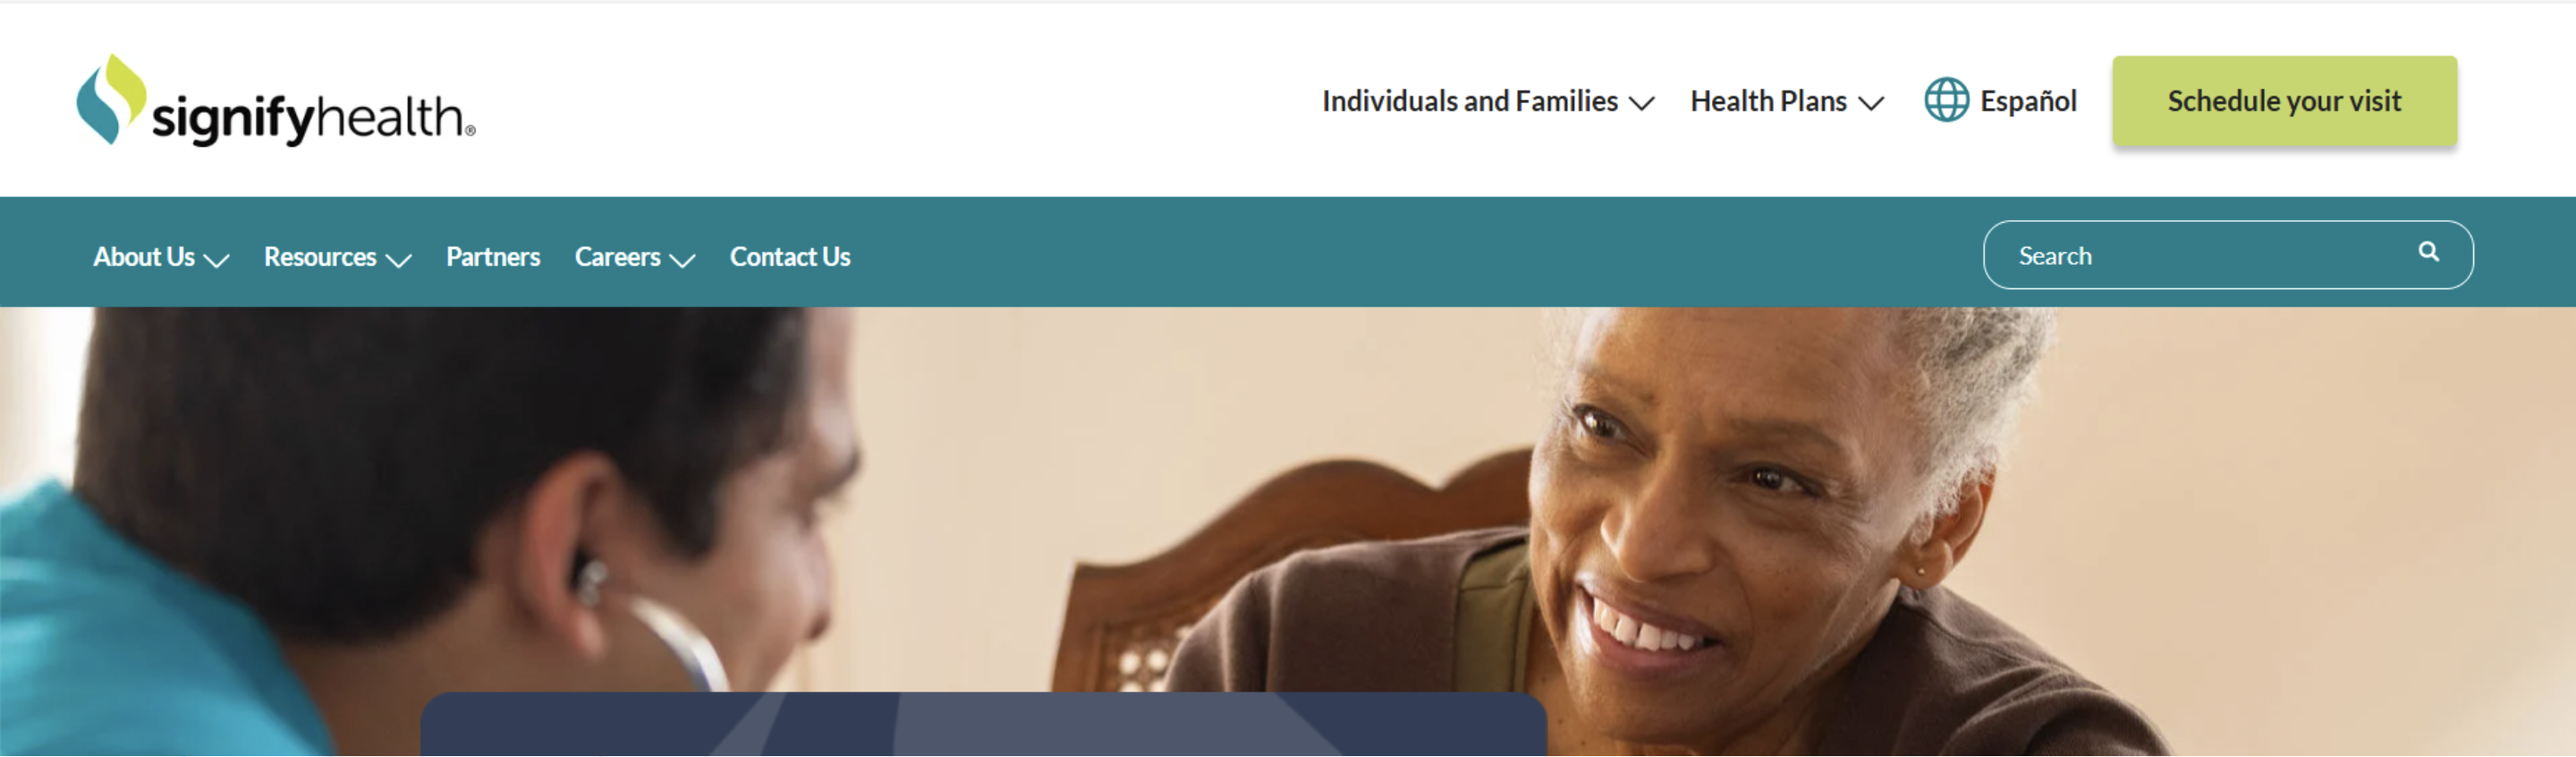 signifyhealth®
Individuals and Families Health Plans Español Schedule your visit
About Us Resources Partners Careers Contact Us Search